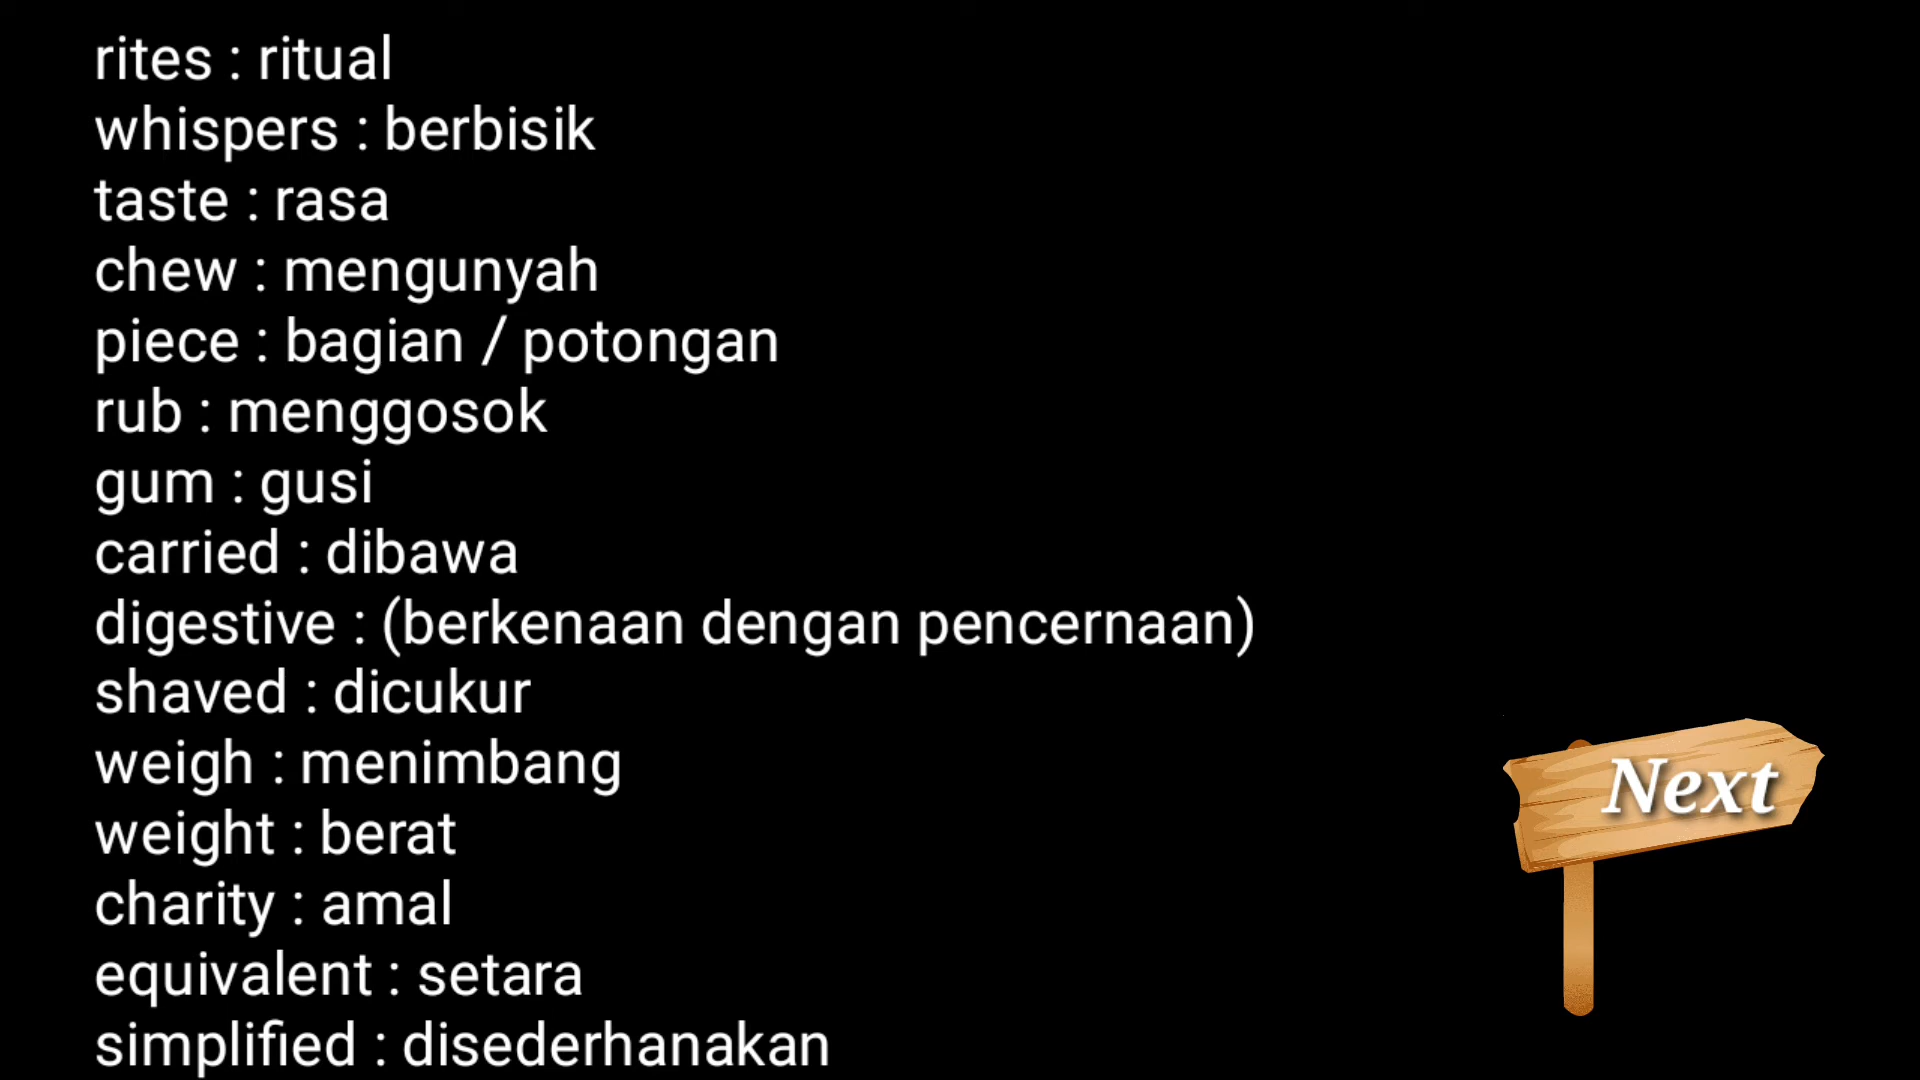 rites : ritual
whispers : berbisik
taste : rasa
chew : mengunyah
piece : bagian / potongan
rub : menggosok
gum : gusi
carried : dibawa
digestive : (berkenaan dengan pencernaan)
shaved : dicukur
weigh : menimbang
weight : berat
charity : amal
equivalent : setara
simplified : disederhanakan
Next